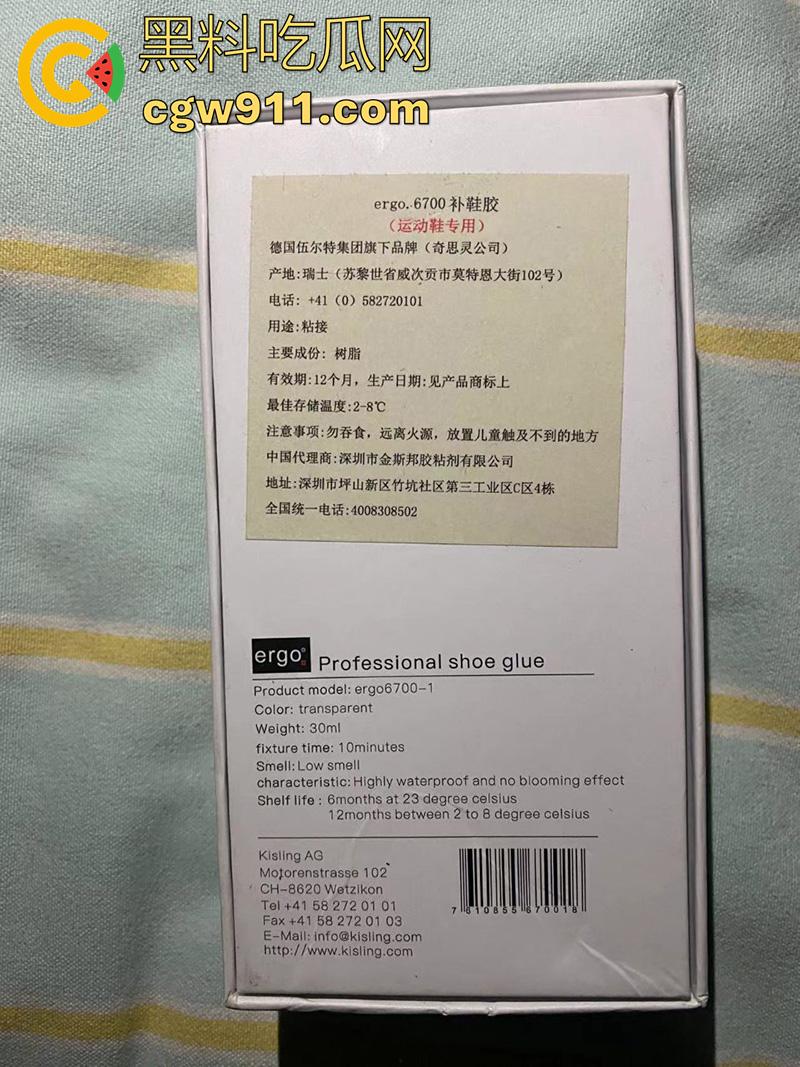 黑料吃瓜网
cgw911.com
ergo.6700补鞋胶
（运动鞋专用）
德国伍尔特集团旗下品牌（奇思灵公司）
产地:瑞士（苏黎世省威次贡市莫特恩大街102号）
电话: +41（0）582720101
用途:粘接
主要成份: 树脂
有效期:12个月，生产日期:见产品商标上
最佳存储温度:2-8℃
注意事项:勿吞食，远离火源，放置儿童触及不到的地方
中国代理商:深圳市金斯邦胶粘剂有限公司
地址:深圳市坪山新区竹坑社区第三工业区C区4栋
全国统一电话:4008308502
ergo Professional shoe glue
Product model: ergo6700-1
Color: transparent
Weight: 30ml
fixture time: 10minutes
Smell: Low smell
characteristic: Highly waterproof and no blooming effect
Shelf life : 6months at 23 degree celsius
12months between 2 to 8 degree celsius
Kisling AG
Motorenstrasse 102
CH-8620 Wetzikon
Tel +41 58 272 01 01
Fax +41 58 272 01 03
E-Mail: info@kisling.com
http://www.kisling.com
7 610855 670018